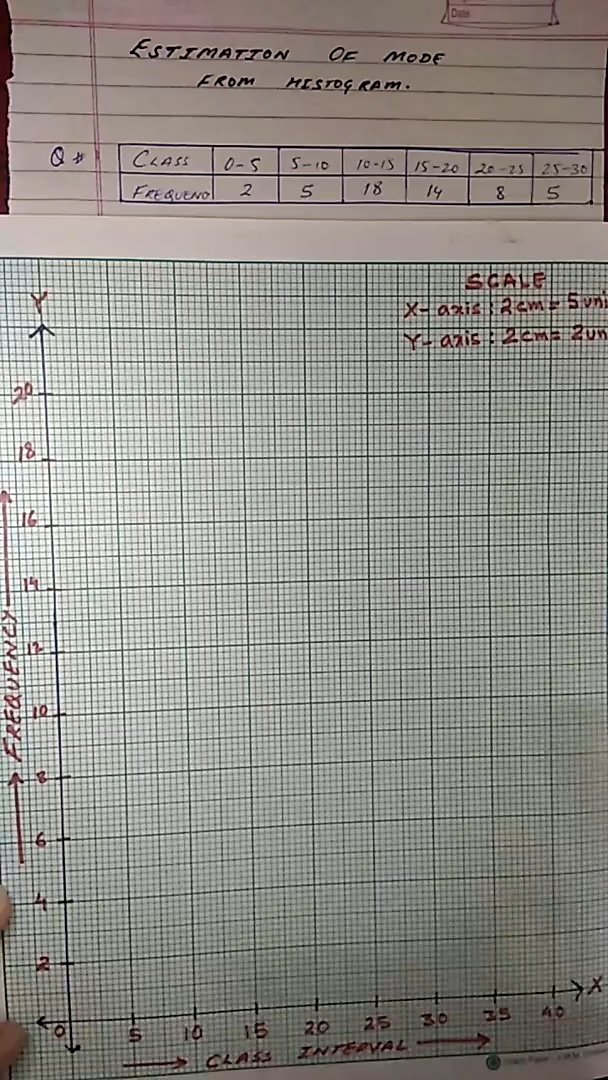 Date
ESTIMATION OF MODE
FROM HISTOGRAM.
Q# CLASS 0-5 5-10 10-15 15-20 20-25 25-30
FREQUENC 2 5 18 14 8 5
SCALE
X-axis : 2cm = 5 uni
Y-axis : 2cm = 2 un
Y
20
18
16
14
12
10
8
6
4
2
FREQUENCY
X
0 5 10 15 20 25 30 35 40
CLASS INTERVAL